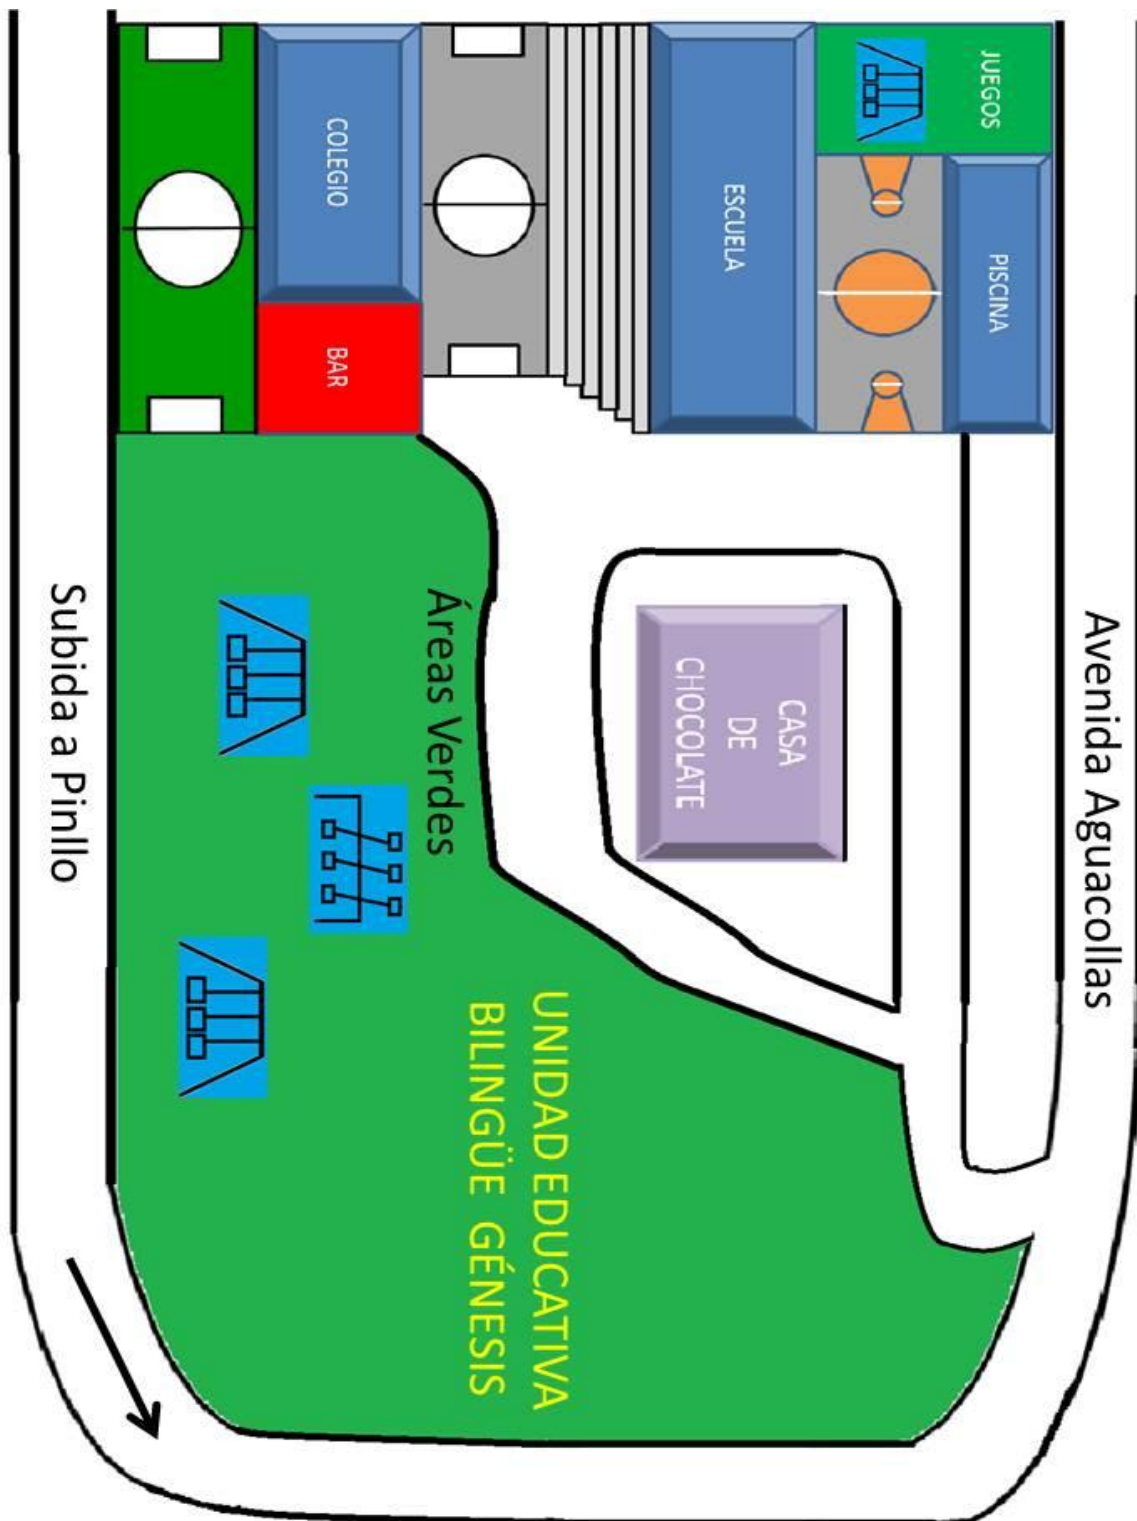 Avenida Aguacollas
JUEGOS
PISCINA
ESCUELA
CASA
DE
CHOCOLATE
UNIDAD EDUCATIVA
BILINGÜE GÉNESIS
Áreas Verdes
COLEGIO
BAR
Subida a Pinllo